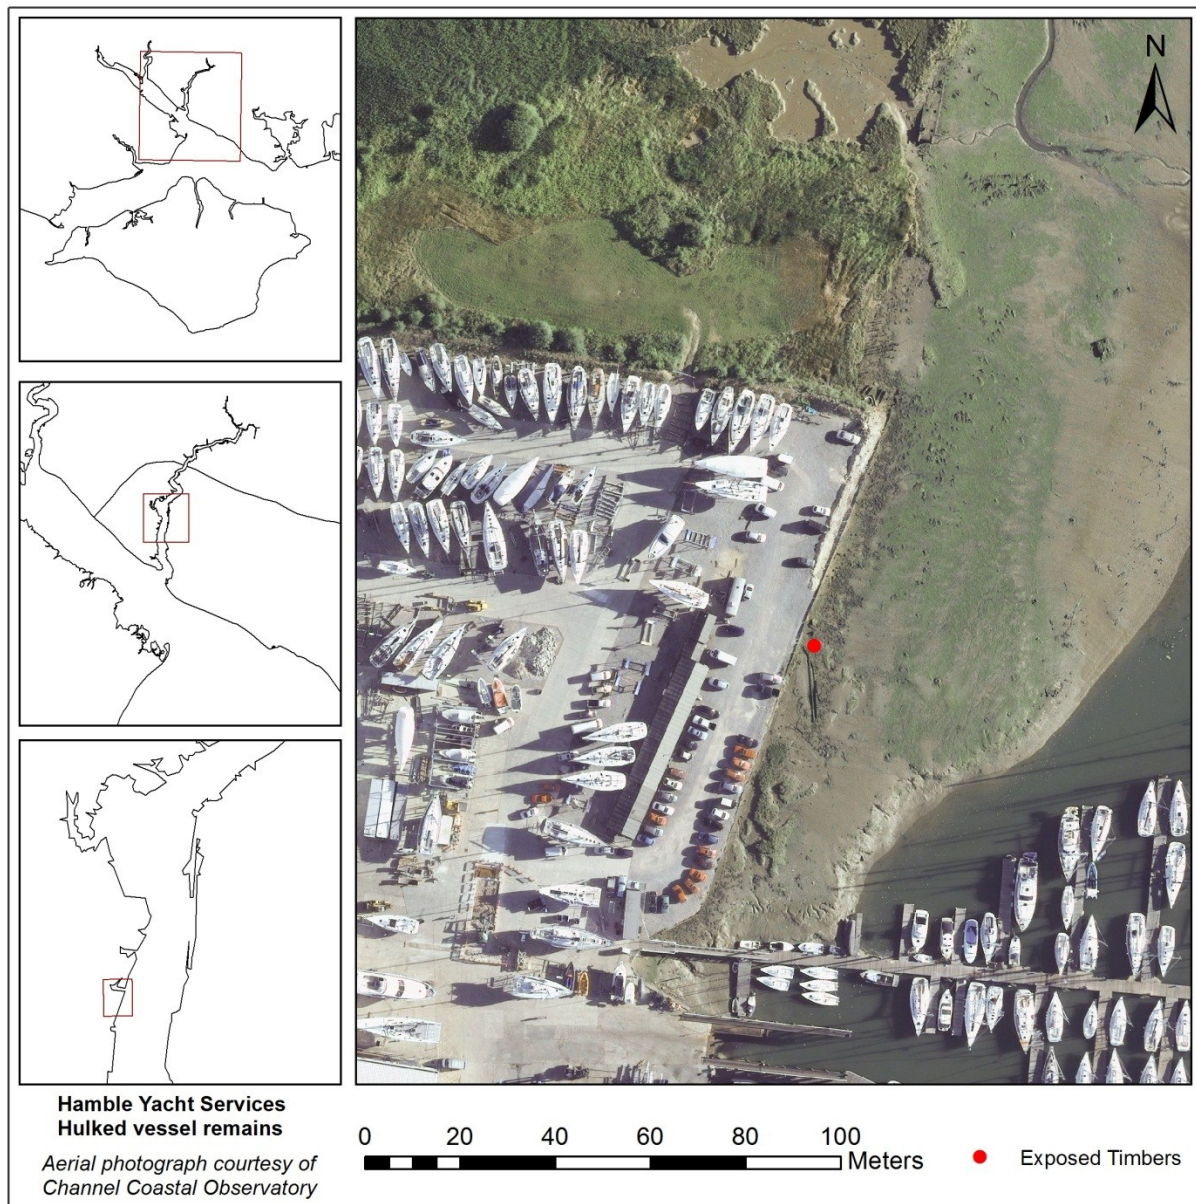 N
Hamble Yacht Services
Hulked vessel remains
Aerial photograph courtesy of
Channel Coastal Observatory
0 20 40 60 80 100
Meters
Exposed Timbers